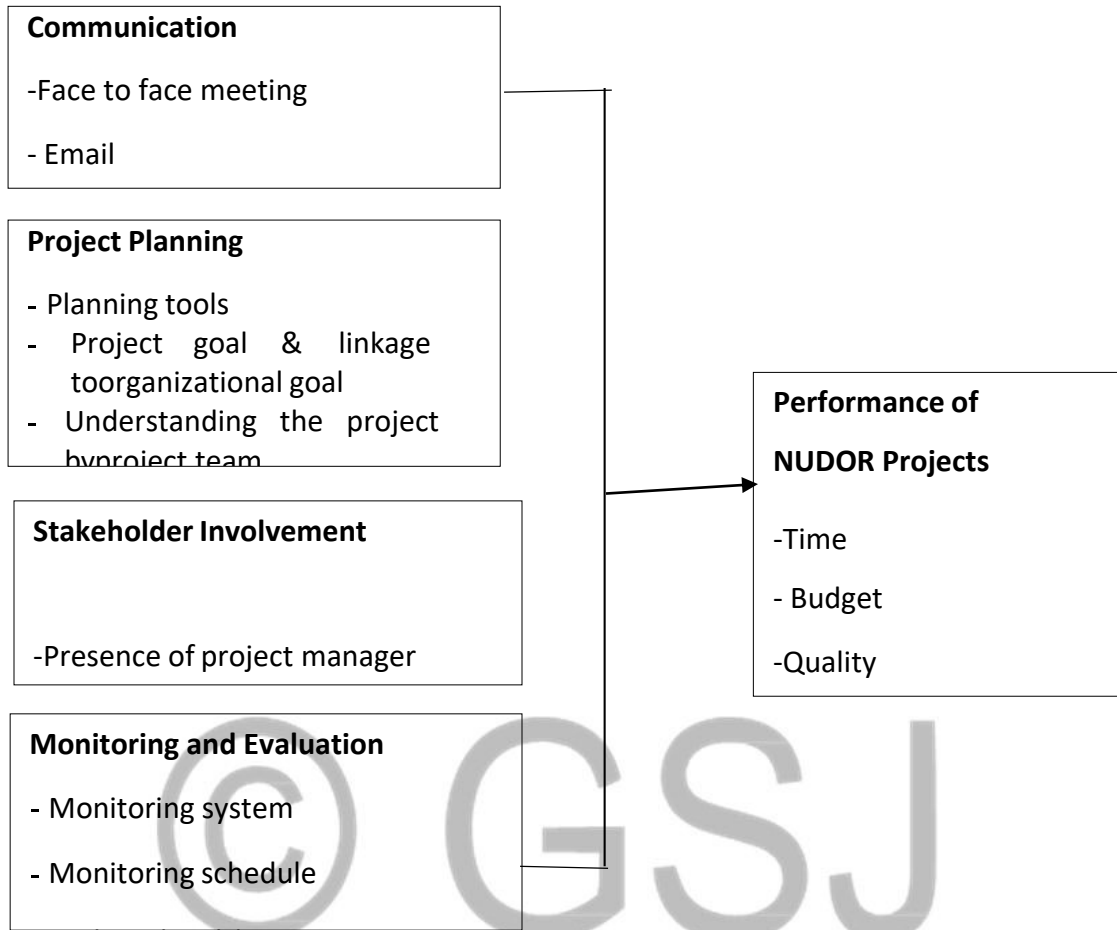 Communication
-Face to face meeting
- Email
Project Planning
- Planning tools
- Project goal & linkage
toorganizational goal
- Understanding the project
byproject team
Stakeholder Involvement
-Presence of project manager
Monitoring and Evaluation
- Monitoring system
- Monitoring schedule
Performance of
NUDOR Projects
-Time
- Budget
-Quality
© GSJ